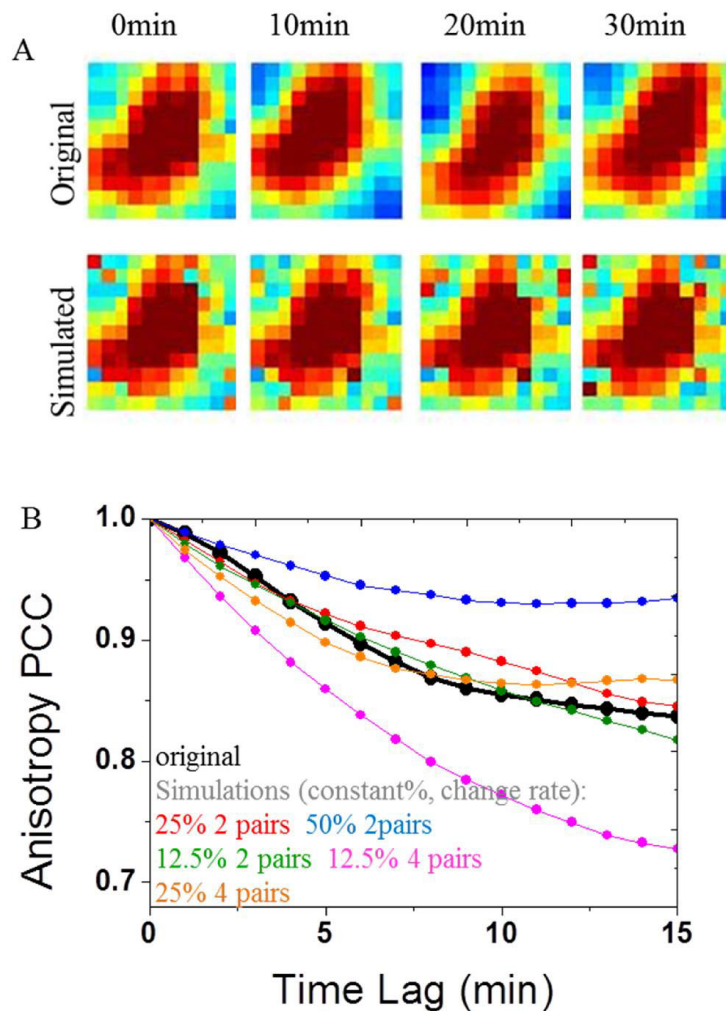 0min 10min 20min 30min
A
Original
Simulated
B
1.0
0.9
0.8
0.7
Anisotropy PCC
original
Simulations (constant%, change rate):
25% 2 pairs 50% 2pairs
12.5% 2 pairs 12.5% 4 pairs
25% 4 pairs
0 5 10 15
Time Lag (min)